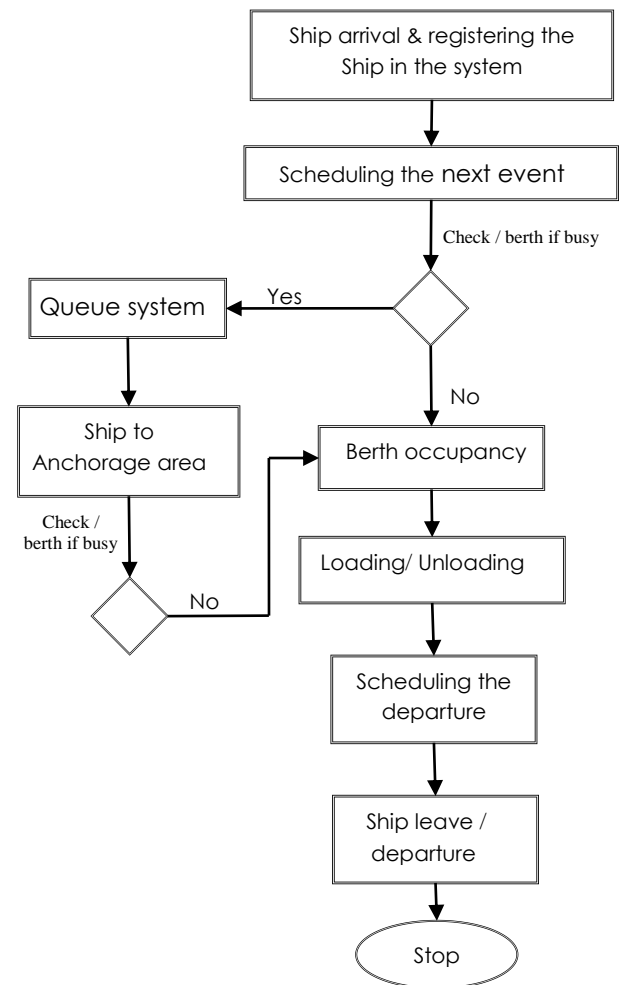 Ship arrival & registering the
Ship in the system
Scheduling the next event
Check / berth if busy
Yes
Queue system
No
Ship to
Anchorage area
Berth occupancy
Check /
berth if busy
Loading/ Unloading
No
Scheduling the
departure
Ship leave /
departure
Stop